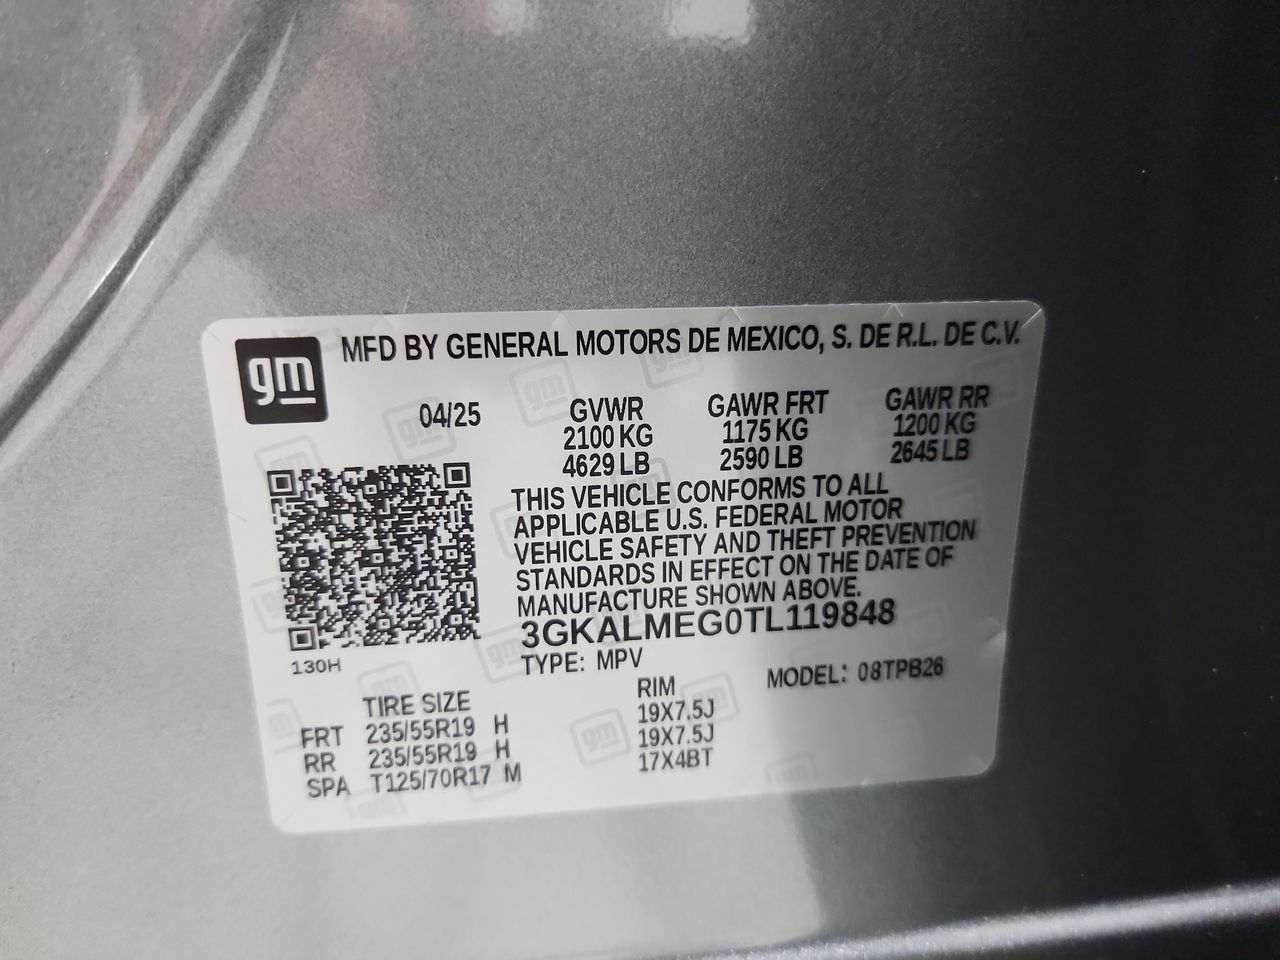 gm
MFD BY GENERAL MOTORS DE MEXICO, S. DE R.L. DE C.V.
04/25
GVWR GAWR FRT GAWR RR
2100 KG 1175 KG 1200 KG
4629 LB 2590 LB 2645 LB
THIS VEHICLE CONFORMS TO ALL
APPLICABLE U.S. FEDERAL MOTOR
VEHICLE SAFETY AND THEFT PREVENTION
STANDARDS IN EFFECT ON THE DATE OF
MANUFACTURE SHOWN ABOVE.
3GKALMEG0TL119848
130H
TYPE: MPV MODEL: 08TPB26
TIRE SIZE RIM
FRT 235/55R19 H 19X7.5J
RR 235/55R19 H 19X7.5J
SPA T125/70R17 M 17X4BT